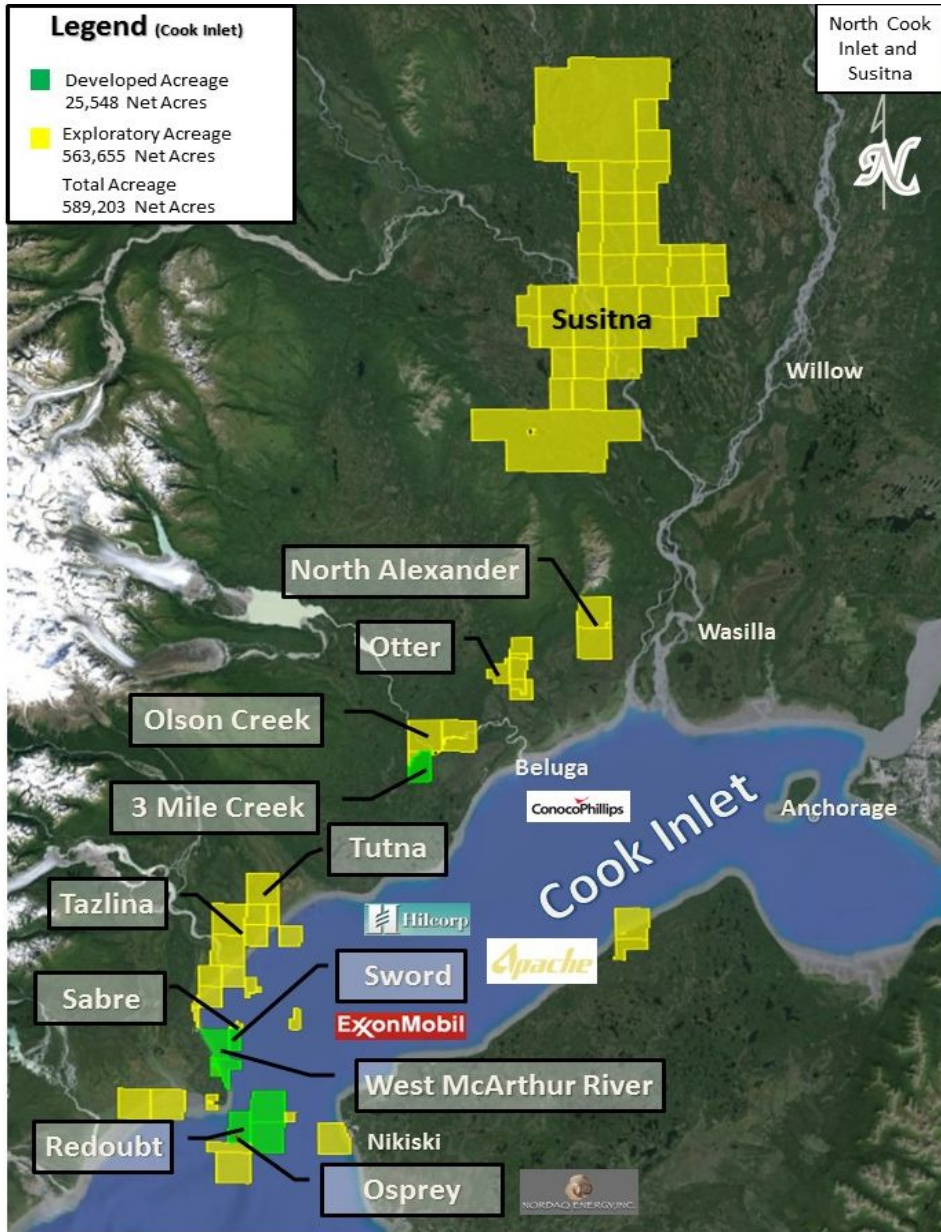 Legend (Cook Inlet)
Developed Acreage
25,548 Net Acres
Exploratory Acreage
563,655 Net Acres
Total Acreage
589,203 Net Acres
North Cook
Inlet and
Susitna
N
Susitna
Willow
North Alexander
Wasilla
Otter
Olson Creek
Beluga
3 Mile Creek
ConocoPhillips
Anchorage
Cook Inlet
Tutna
Tazlina
Hilcorp
Apache
Sword
Sabre
ExxonMobil
West McArthur River
Redoubt
Nikiski
Osprey
NORDAQ ENERGY, INC.